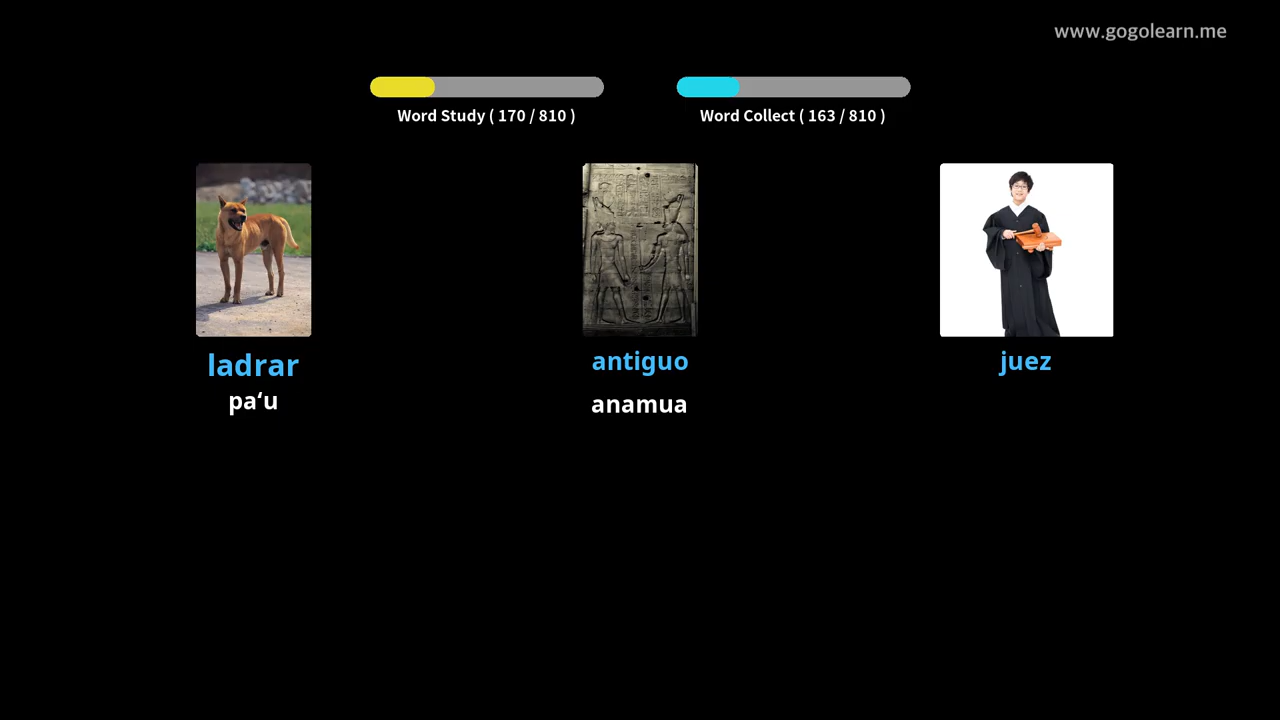 www.gogolearn.me
Word Study ( 170 / 810 )
Word Collect ( 163 / 810 )
ladrar
antiguo
juez
paʻu
anamua